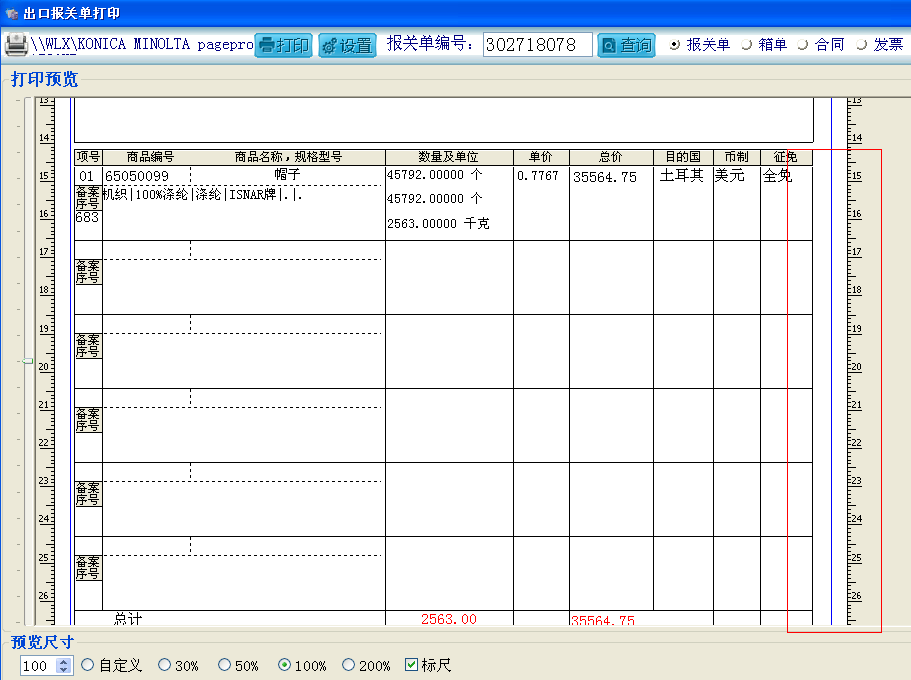 出口报关单打印
\\WLX\KONICA MINOLTA pagepro 打印 设置 报关单编号: 302718078 查询 报关单 箱单 合同 发票
打印预览
13 13
14 14
项号 商品编号 商品名称，规格型号 数量及单位 单价 总价 目的国 币制 征免
15 01 65050099 帽子 45792.00000 个 0.7767 35564.75 土耳其 美元 全免 15
备案序号 机织|100%涤纶|涤纶|ISNAR牌|.|. 45792.00000 个
16 683 2563.00000 千克 16
17 17
备案序号
18 18
19 19
备案序号
20 20
21 21
备案序号
22 22
23 23
备案序号
24 24
25 25
备案序号
26 26
总计 2563.00 35564.75
预览尺寸
100 自定义 30% 50% 100% 200% 标尺